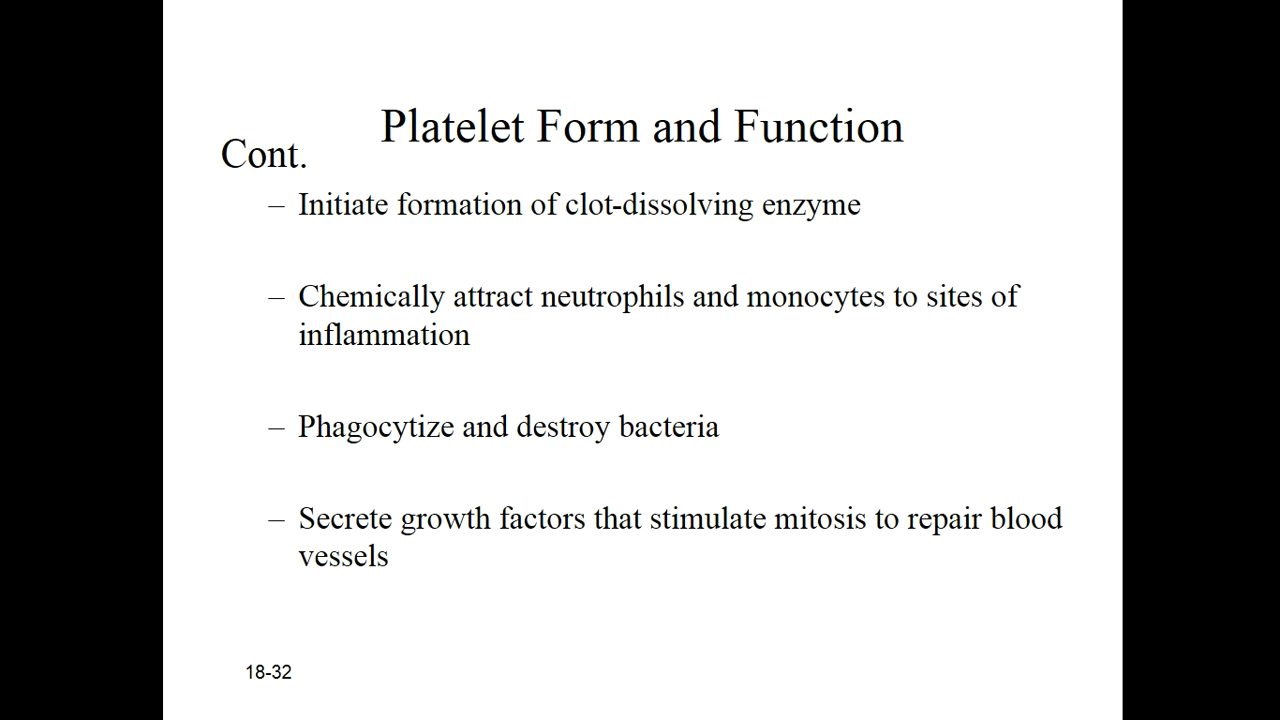 Platelet Form and Function
Cont.
– Initiate formation of clot-dissolving enzyme
– Chemically attract neutrophils and monocytes to sites of
inflammation
– Phagocytize and destroy bacteria
– Secrete growth factors that stimulate mitosis to repair blood
vessels
18-32